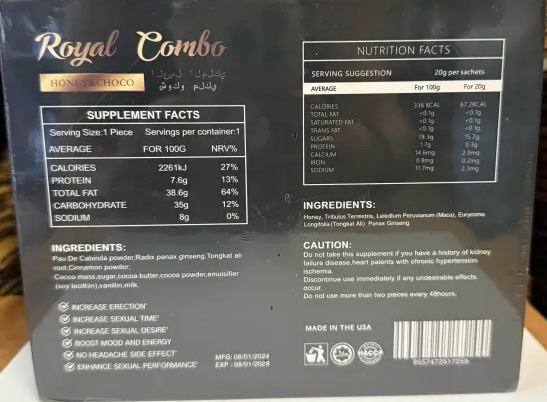 Royal Combo
HONEY&CHOCO
SUPPLEMENT FACTS
Serving Size:1 Piece Servings per container:1
AVERAGE FOR 100G NRV%
CALORIES 2261kJ 27%
PROTEIN 7.6g 13%
TOTAL FAT 38.6g 64%
CARBOHYDRATE 35g 12%
SODIUM 8g 0%
INGREDIENTS:
Pau De Cabinda powder,Radix panax ginseng,Tongkat ali
root,Cinnamon powder;
Cocoa mass,sugar,cocoa butter,cocoa powder,emulsifier
(soy lecithin),vanillin,milk.
INCREASE ERECTION*
INCREASE SEXUAL TIME*
INCREASE SEXUAL DESIRE*
BOOST MOOD AND ENERGY
NO HEADACHE SIDE EFFECT*
ENHANCE SEXUAL PERFORMANCE*
MFG: 08/01/2024
EXP : 08/01/2029
NUTRITION FACTS
SERVING SUGGESTION 20g per sachets
AVERAGE For 100g For 20g
CALORIES 336 KCAL 67.2KCAL
TOTAL FAT <0.1g <0.1g
SATURATED FAT <0.1g <0.1g
TRANS FAT <0.1g <0.1g
SUGARS 78.3g 15.7g
PROTEIN 1.7g 0.3g
CALCIUM 14.6mg 2.9mg
IRON 0.8mg 0.2mg
SODIUM 11.7mg 2.3mg
INGREDIENTS:
Honey, Tribulus Terrestris, Leledium Peruvianum (Maca), Eurycoma
Longifolia (Tongkat Ali) Panax Ginseng
CAUTION:
Do not take this supplement if you have a history of kidney
failure disease,heart patients with chronic hypertension
ischemia.
Discontinue use immediately if any undesirable effects
occur.
Do not use more than two pieces every 48hours.
MADE IN THE USA
HACCP
9557472517259